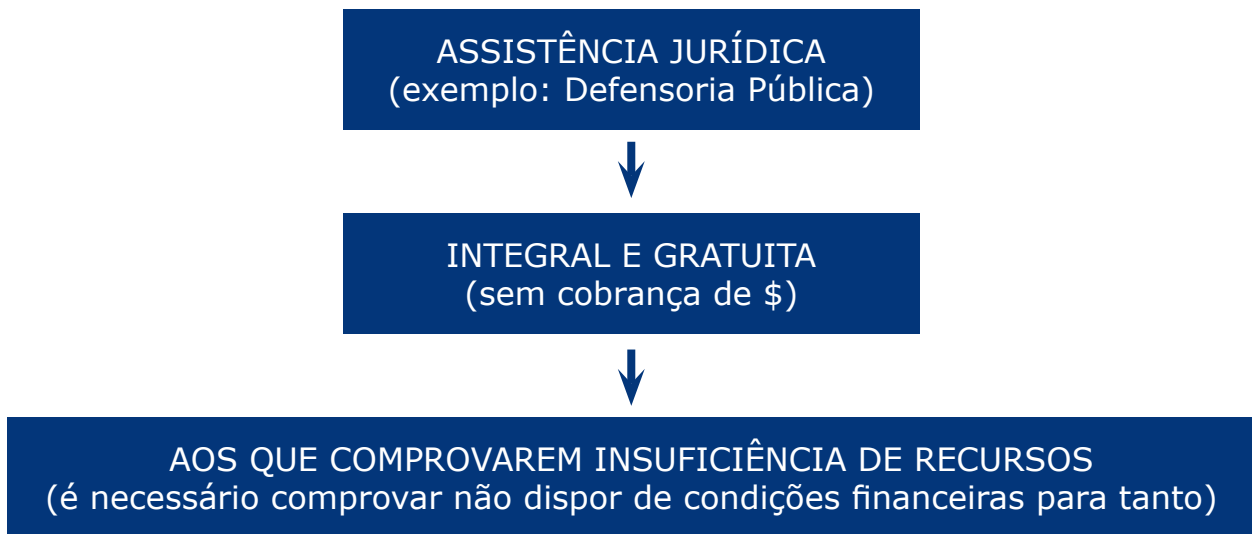 ASSISTÊNCIA JURÍDICA
(exemplo: Defensoria Pública)
INTEGRAL E GRATUITA
(sem cobrança de $)
AOS QUE COMPROVAREM INSUFICIÊNCIA DE RECURSOS
(é necessário comprovar não dispor de condições financeiras para tanto)